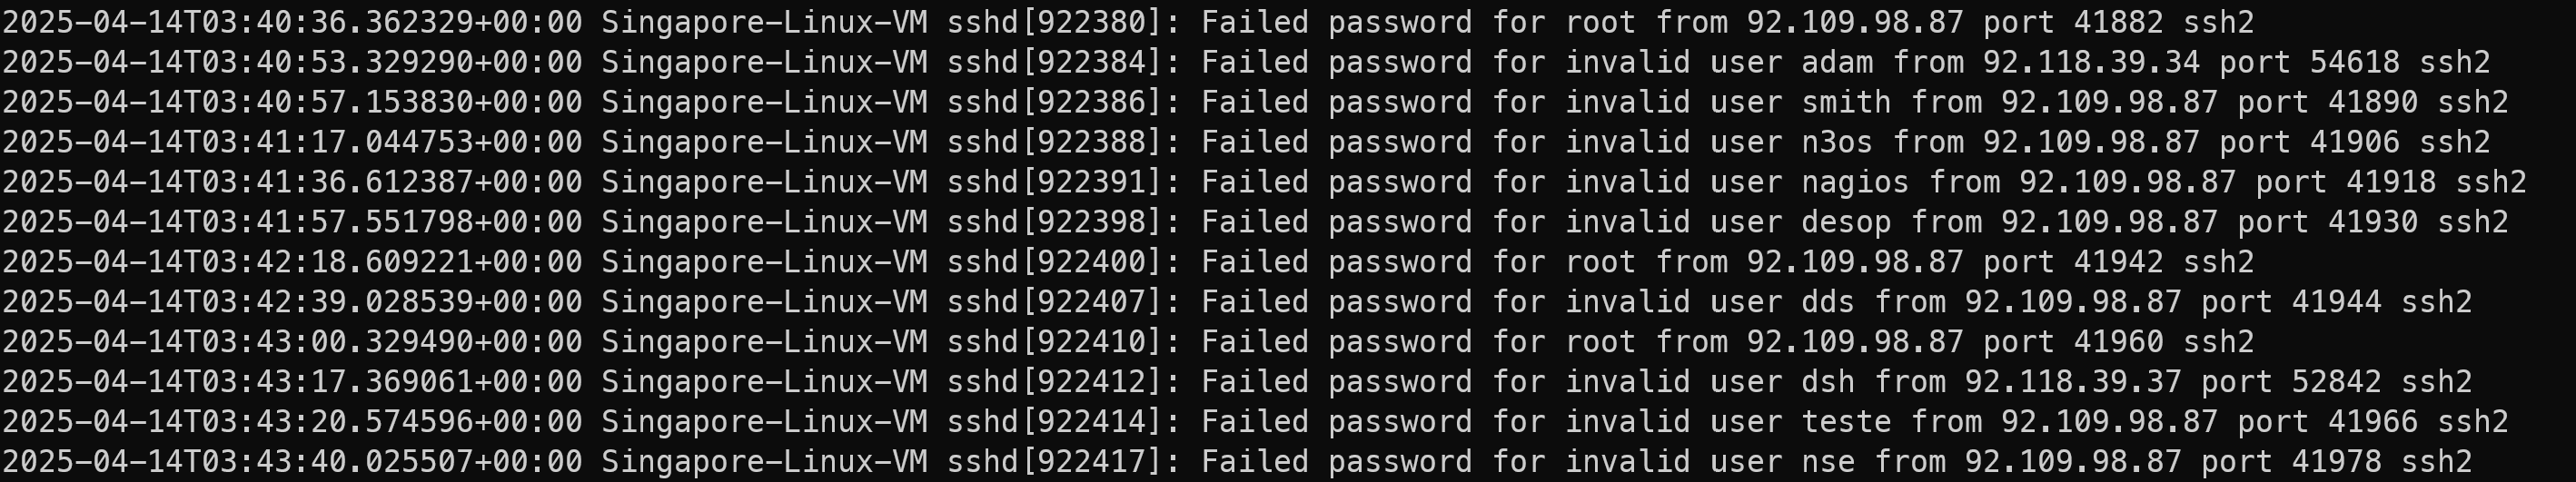 2025-04-14T03:40:36.362329+00:00 Singapore-Linux-VM sshd[922380]: Failed password for root from 92.109.98.87 port 41882 ssh2
2025-04-14T03:40:53.329290+00:00 Singapore-Linux-VM sshd[922384]: Failed password for invalid user adam from 92.118.39.34 port 54618 ssh2
2025-04-14T03:40:57.153830+00:00 Singapore-Linux-VM sshd[922386]: Failed password for invalid user smith from 92.109.98.87 port 41890 ssh2
2025-04-14T03:41:17.044753+00:00 Singapore-Linux-VM sshd[922388]: Failed password for invalid user n3os from 92.109.98.87 port 41906 ssh2
2025-04-14T03:41:36.612387+00:00 Singapore-Linux-VM sshd[922391]: Failed password for invalid user nagios from 92.109.98.87 port 41918 ssh2
2025-04-14T03:41:57.551798+00:00 Singapore-Linux-VM sshd[922398]: Failed password for invalid user desop from 92.109.98.87 port 41930 ssh2
2025-04-14T03:42:18.609221+00:00 Singapore-Linux-VM sshd[922400]: Failed password for root from 92.109.98.87 port 41942 ssh2
2025-04-14T03:42:39.028539+00:00 Singapore-Linux-VM sshd[922407]: Failed password for invalid user dds from 92.109.98.87 port 41944 ssh2
2025-04-14T03:43:00.329490+00:00 Singapore-Linux-VM sshd[922410]: Failed password for root from 92.109.98.87 port 41960 ssh2
2025-04-14T03:43:17.369061+00:00 Singapore-Linux-VM sshd[922412]: Failed password for invalid user dsh from 92.118.39.37 port 52842 ssh2
2025-04-14T03:43:20.574596+00:00 Singapore-Linux-VM sshd[922414]: Failed password for invalid user teste from 92.109.98.87 port 41966 ssh2
2025-04-14T03:43:40.025507+00:00 Singapore-Linux-VM sshd[922417]: Failed password for invalid user nse from 92.109.98.87 port 41978 ssh2